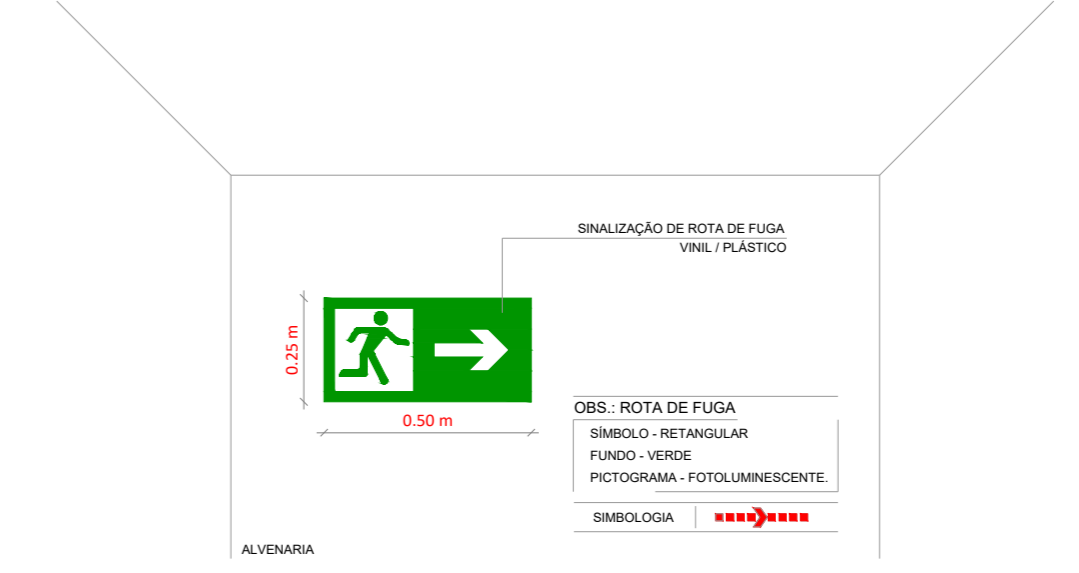 SINALIZAÇÃO DE ROTA DE FUGA
VINIL / PLÁSTICO
0.25 m
0.50 m
OBS.: ROTA DE FUGA
SÍMBOLO - RETANGULAR
FUNDO - VERDE
PICTOGRAMA - FOTOLUMINESCENTE.
SIMBOLOGIA
ALVENARIA